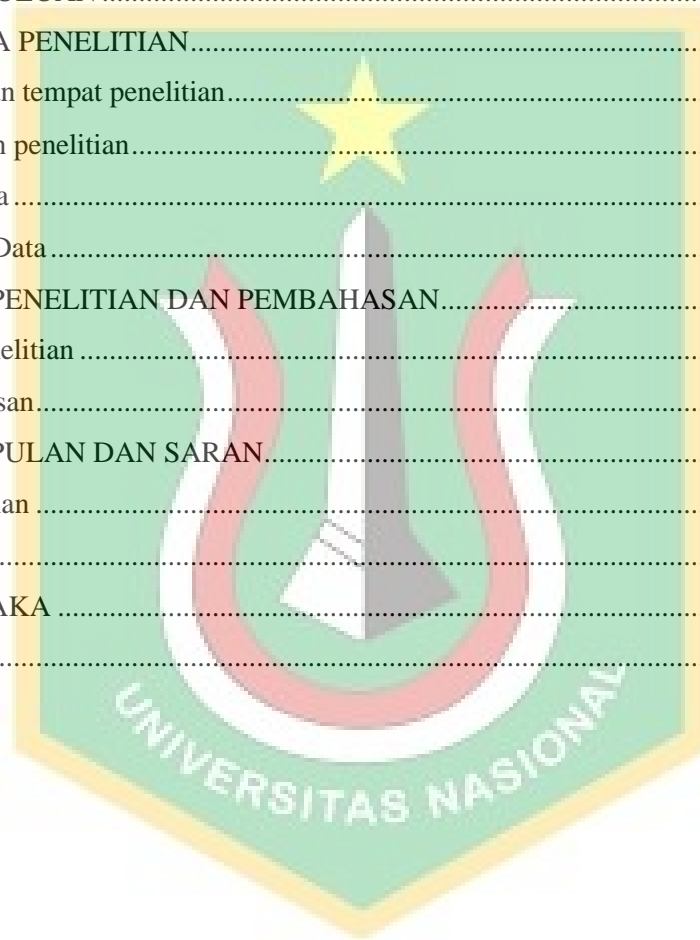 A PENELITIAN....................................................................
n tempat penelitian....................................................................
n penelitian....................................................................
a....................................................................
Data....................................................................
PENELITIAN DAN PEMBAHASAN....................................................................
elitian....................................................................
san....................................................................
PULAN DAN SARAN....................................................................
an....................................................................
....................................................................
AKA....................................................................
....................................................................
UNIVERSITAS NASIONAL